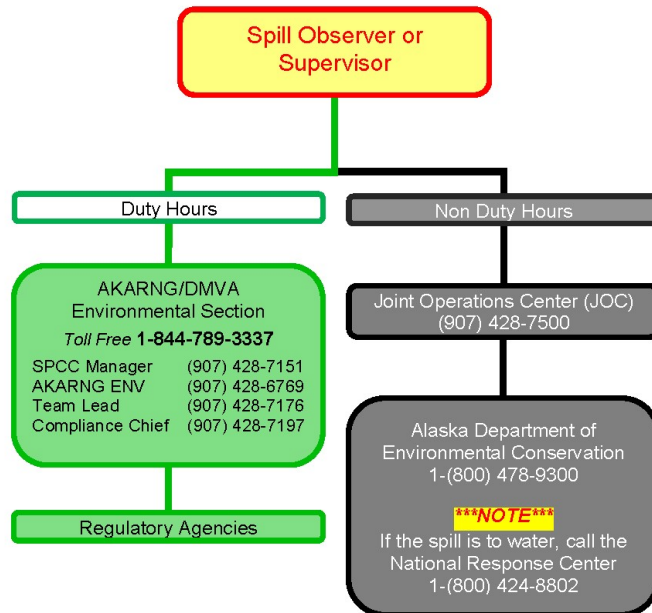 Spill Observer or
Supervisor
Duty Hours
Non Duty Hours
AKARNG/DMVA
Environmental Section
Toll Free 1-844-789-3337
SPCC Manager (907) 428-7151
AKARNG ENV (907) 428-6769
Team Lead (907) 428-7176
Compliance Chief (907) 428-7197
Regulatory Agencies
Joint Operations Center (JOC)
(907) 428-7500
Alaska Department of
Environmental Conservation
1-(800) 478-9300
***NOTE***
If the spill is to water, call the
National Response Center
1-(800) 424-8802